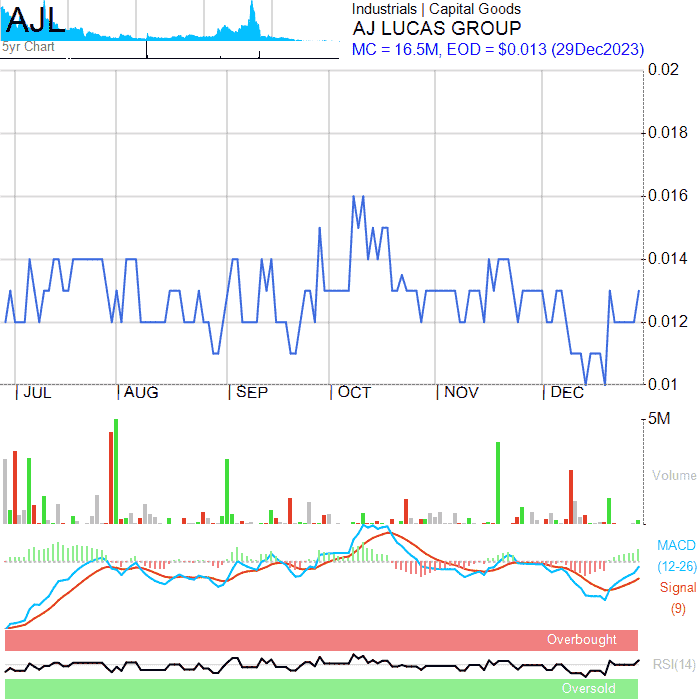 AJL
5yr Chart
Industrials | Capital Goods
AJ LUCAS GROUP
MC = 16.5M, EOD = $0.013 (29Dec2023)
0.02
0.018
0.016
0.014
0.012
0.01
JUL AUG SEP OCT NOV DEC
5M
Volume
MACD
(12-26)
Signal
(9)
Overbought
RSI(14)
Oversold